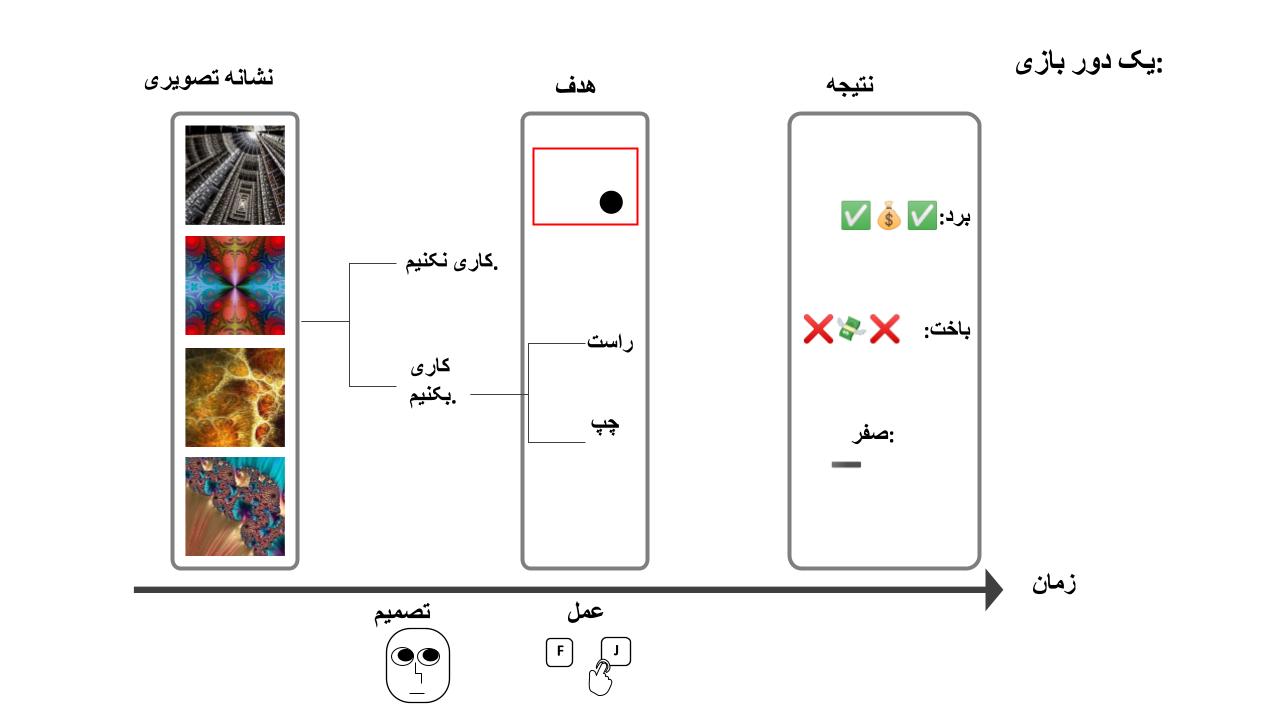 یک دور بازی:
نشانه تصویری
هدف
نتیجه
برد:
کاری نکنیم.
باخت:
راست
کاری
بکنیم.
چپ
صفر:
زمان
تصمیم
عمل
F
J